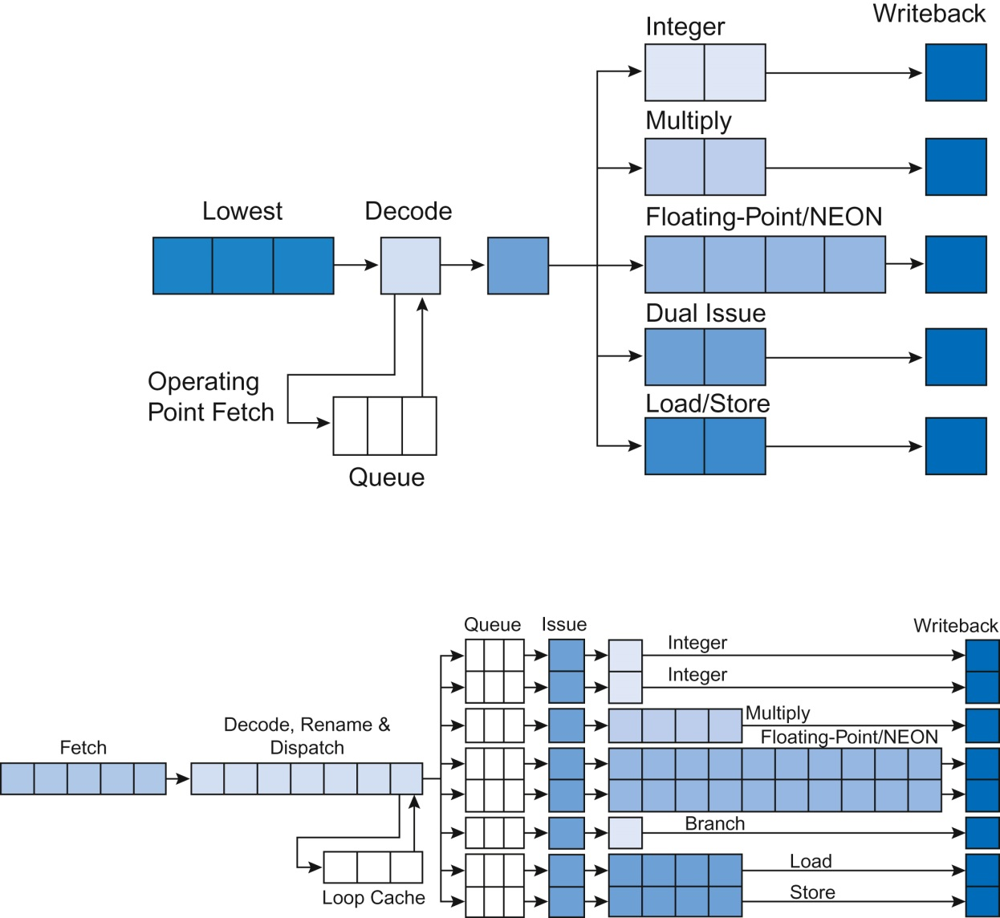 Writeback
Integer
Multiply
Floating-Point/NEON
Lowest
Decode
Dual Issue
Operating
Point Fetch
Load/Store
Queue
Queue
Issue
Writeback
Integer
Integer
Multiply
Decode, Rename &
Dispatch
Floating-Point/NEON
Fetch
Branch
Load
Loop Cache
Store